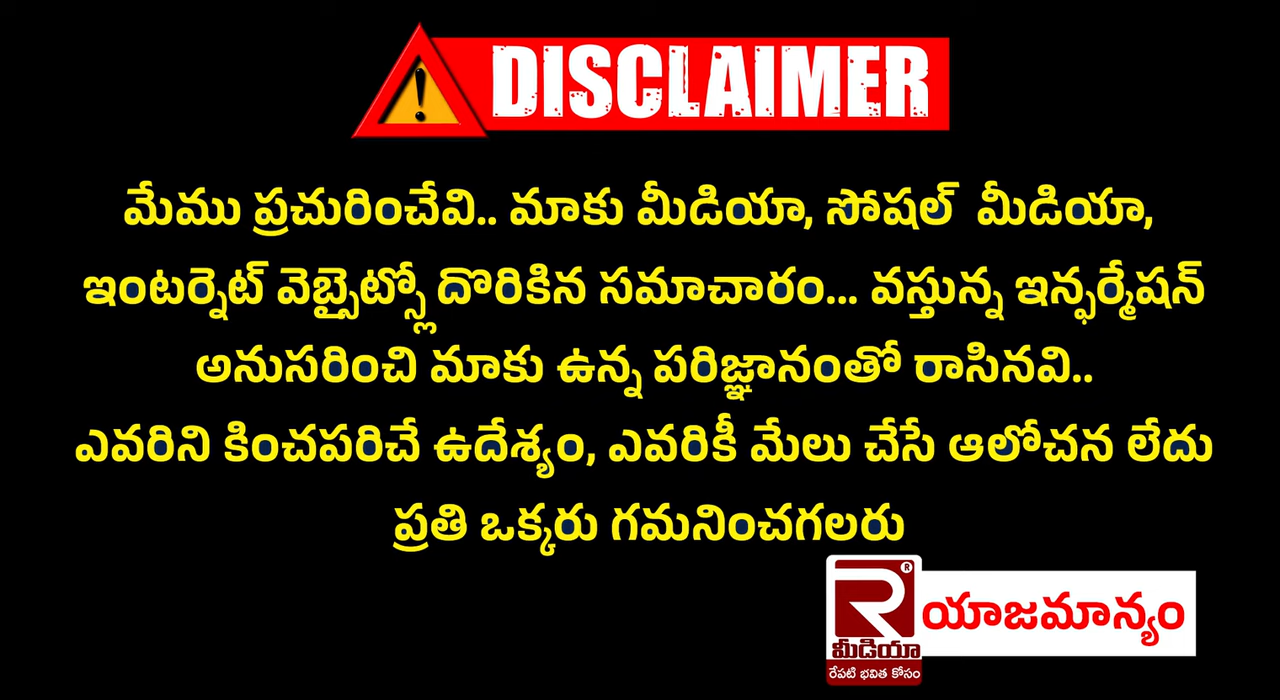 DISCLAIMER
మేము ప్రచురించేవి.. మాకు మీడియా, సోషల్ మీడియా,
ఇంటర్నెట్ వెబ్సైట్స్లో దొరికిన సమాచారం... వస్తున్న ఇన్ఫర్మేషన్
అనుసరించి మాకు ఉన్న పరిజ్ఞానంతో రాసినవి..
ఎవరిని కించపరిచే ఉదేశ్యం, ఎవరికీ మేలు చేసే ఆలోచన లేదు
ప్రతి ఒక్కరు గమనించగలరు
R ®
మీడియా
రేపటి భవిత కోసం
యాజమాన్యం